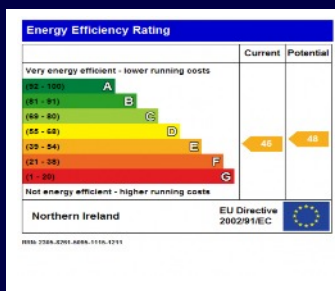 Energy Efficiency Rating
Current Potential
Very energy efficient - lower running costs
(92 - 100) A
(81 - 91) B
(69 - 80) C
(55 - 68) D
(39 - 54) E
(21 - 38) F
(1 - 20) G
46 48
Not energy efficient - higher running costs
Northern Ireland
EU Directive
2002/91/EC